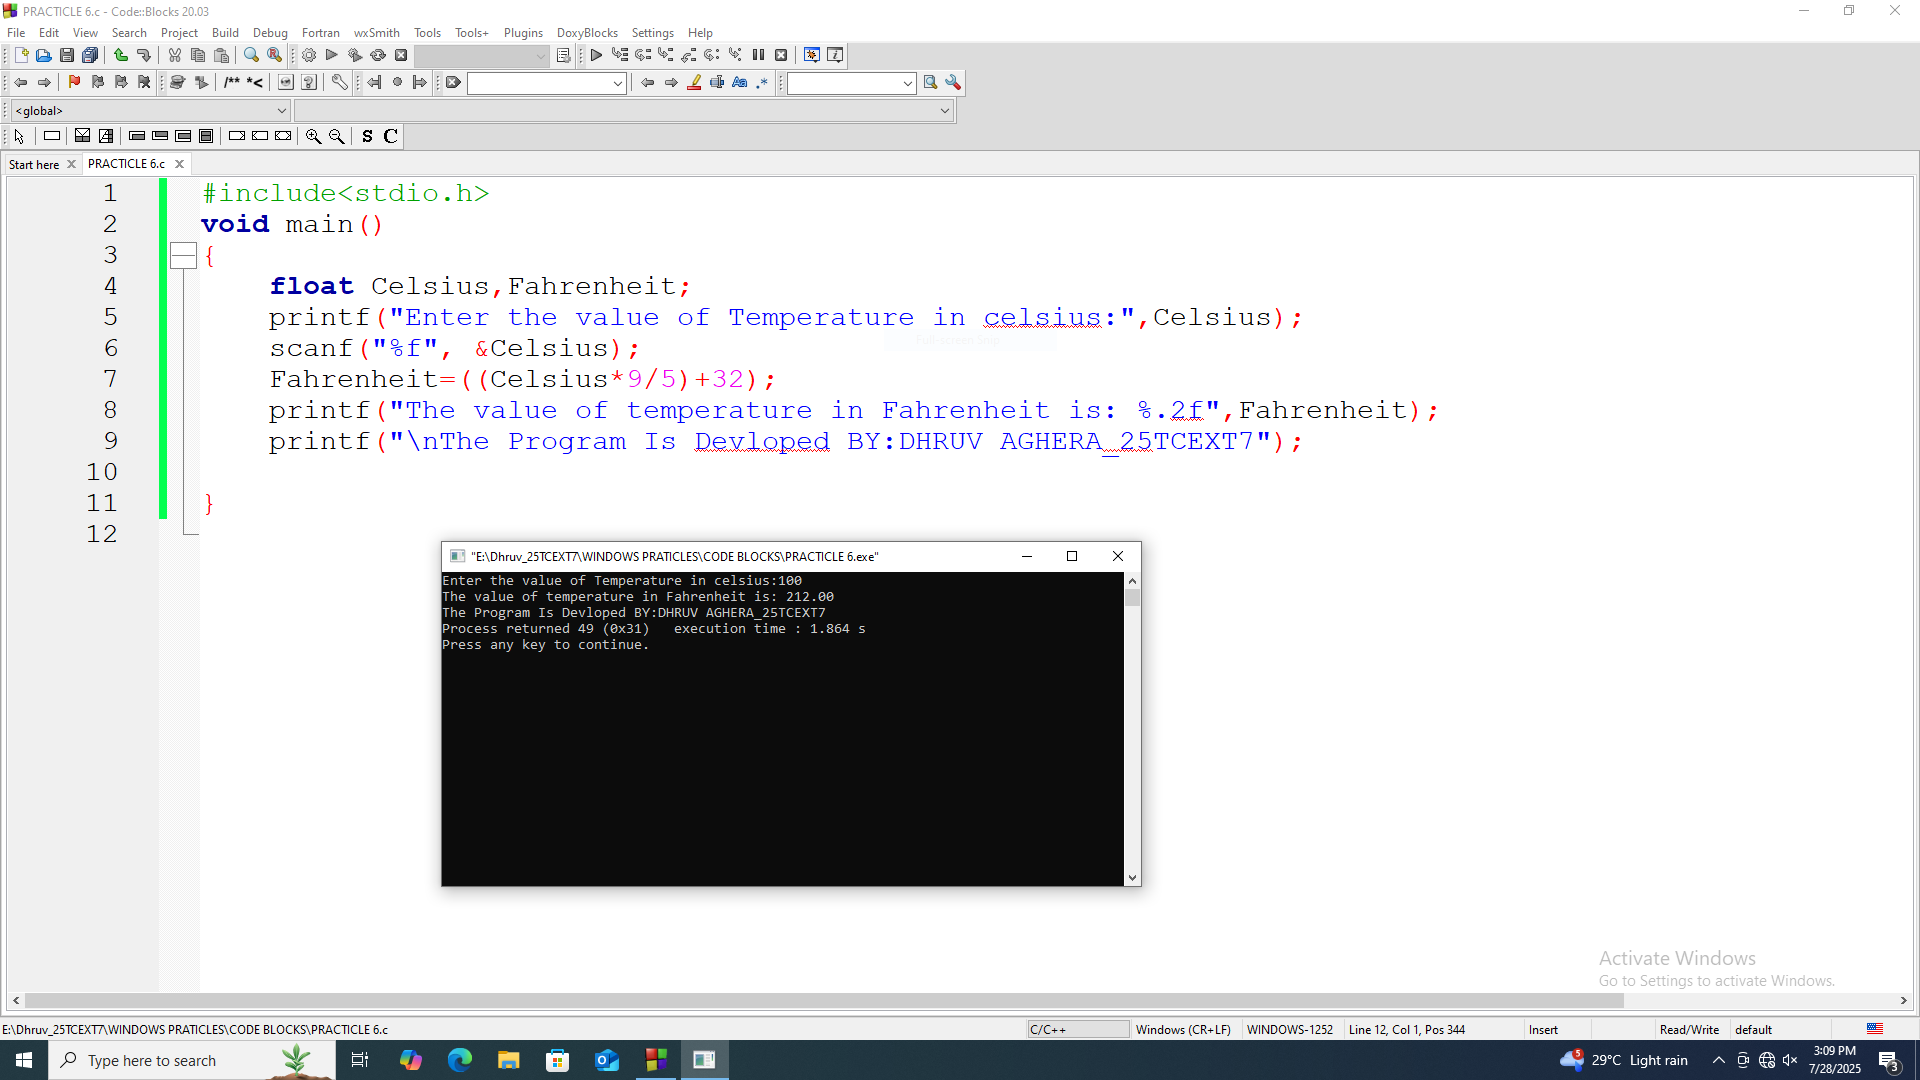 PRACTICLE 6.c - Code::Blocks 20.03
File Edit View Search Project Build Debug Fortran wxSmith Tools Tools+ Plugins DoxyBlocks Settings Help
/** *<
Aa .*
<global>
S C
Start here PRACTICLE 6.c
1 #include<stdio.h>
2 void main()
3 {
4 float Celsius,Fahrenheit;
5 printf("Enter the value of Temperature in celsius:",Celsius);
6 scanf("%f", &Celsius);
7 Fahrenheit=((Celsius*9/5)+32);
8 printf("The value of temperature in Fahrenheit is: %.2f",Fahrenheit);
9 printf("\nThe Program Is Devloped BY:DHRUV AGHERA_25TCEXT7");
10
11 }
12
"E:\Dhruv_25TCEXT7\WINDOWS PRATICLES\CODE BLOCKS\PRACTICLE 6.exe"
Enter the value of Temperature in celsius:100
The value of temperature in Fahrenheit is: 212.00
The Program Is Devloped BY:DHRUV AGHERA_25TCEXT7
Process returned 49 (0x31)   execution time : 1.864 s
Press any key to continue.
Activate Windows
Go to Settings to activate Windows.
E:\Dhruv_25TCEXT7\WINDOWS PRATICLES\CODE BLOCKS\PRACTICLE 6.c C/C++ Windows (CR+LF) WINDOWS-1252 Line 12, Col 1, Pos 344 Insert Read/Write default
Type here to search
5 29°C Light rain
3:09 PM
7/28/2025
3